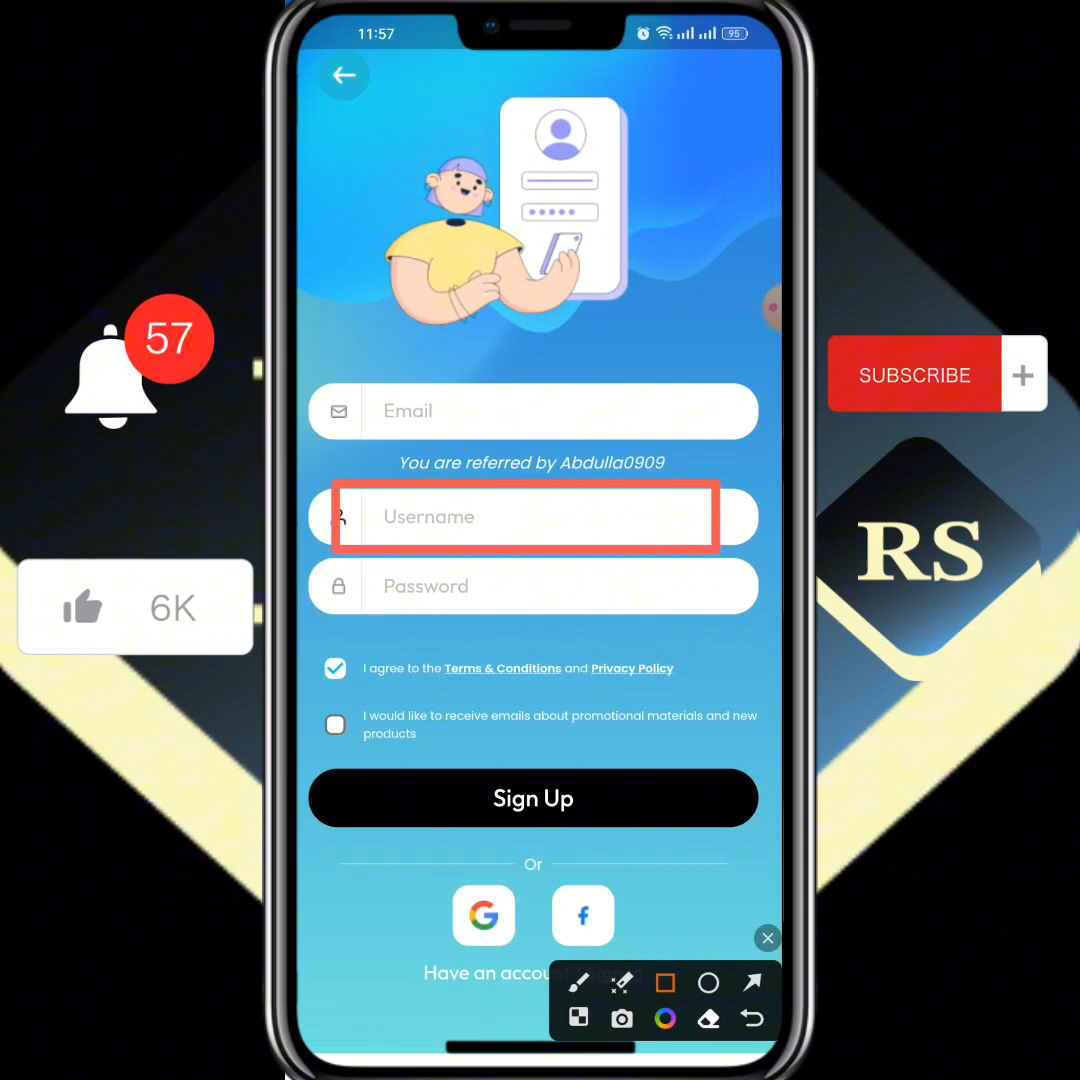 11:57
95
57
SUBSCRIBE +
Email
You are referred by Abdulla0909
Username
RS
Password
6K
I agree to the Terms & Conditions and Privacy Policy
I would like to receive emails about promotional materials and new
products
Sign Up
Or
G f
Have an accou